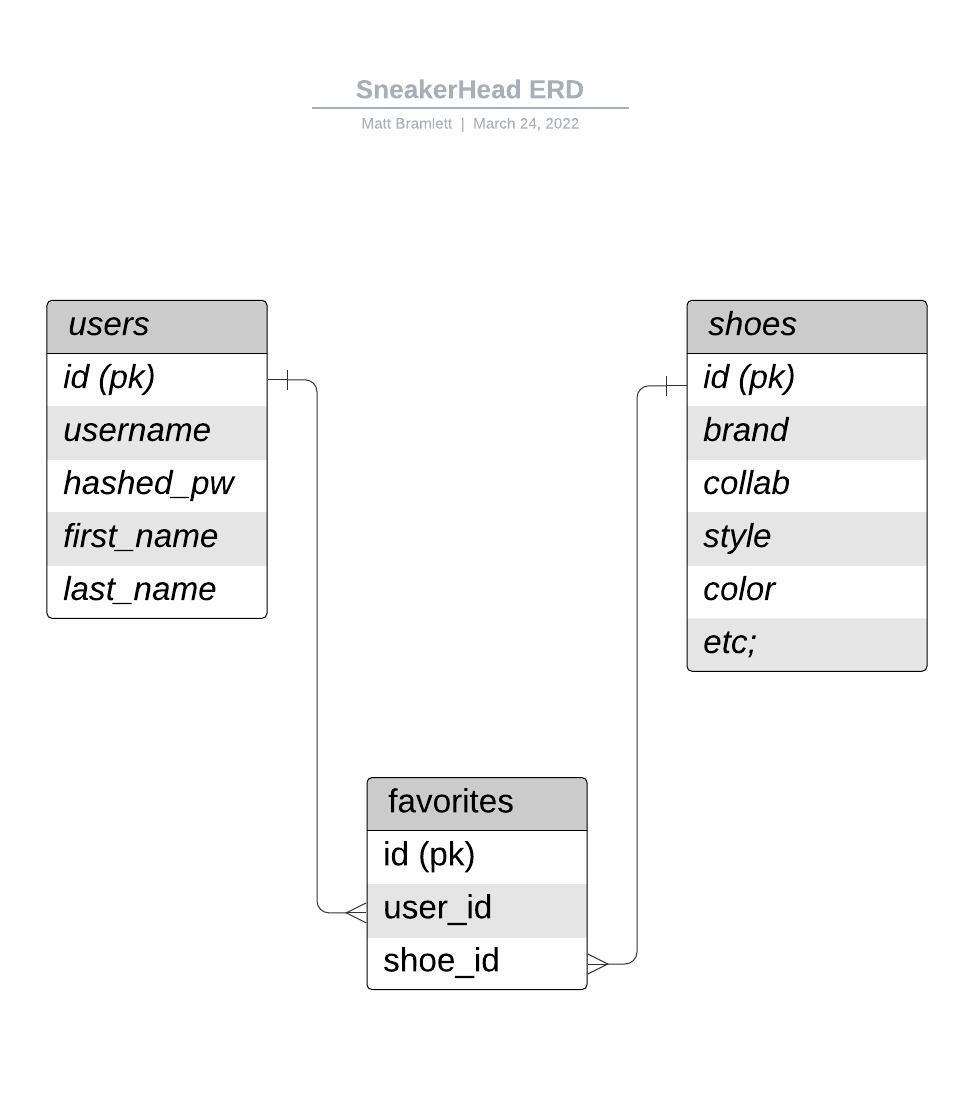 SneakerHead ERD
Matt Bramlett | March 24, 2022
users
id (pk)
username
hashed_pw
first_name
last_name
shoes
id (pk)
brand
collab
style
color
etc;
favorites
id (pk)
user_id
shoe_id